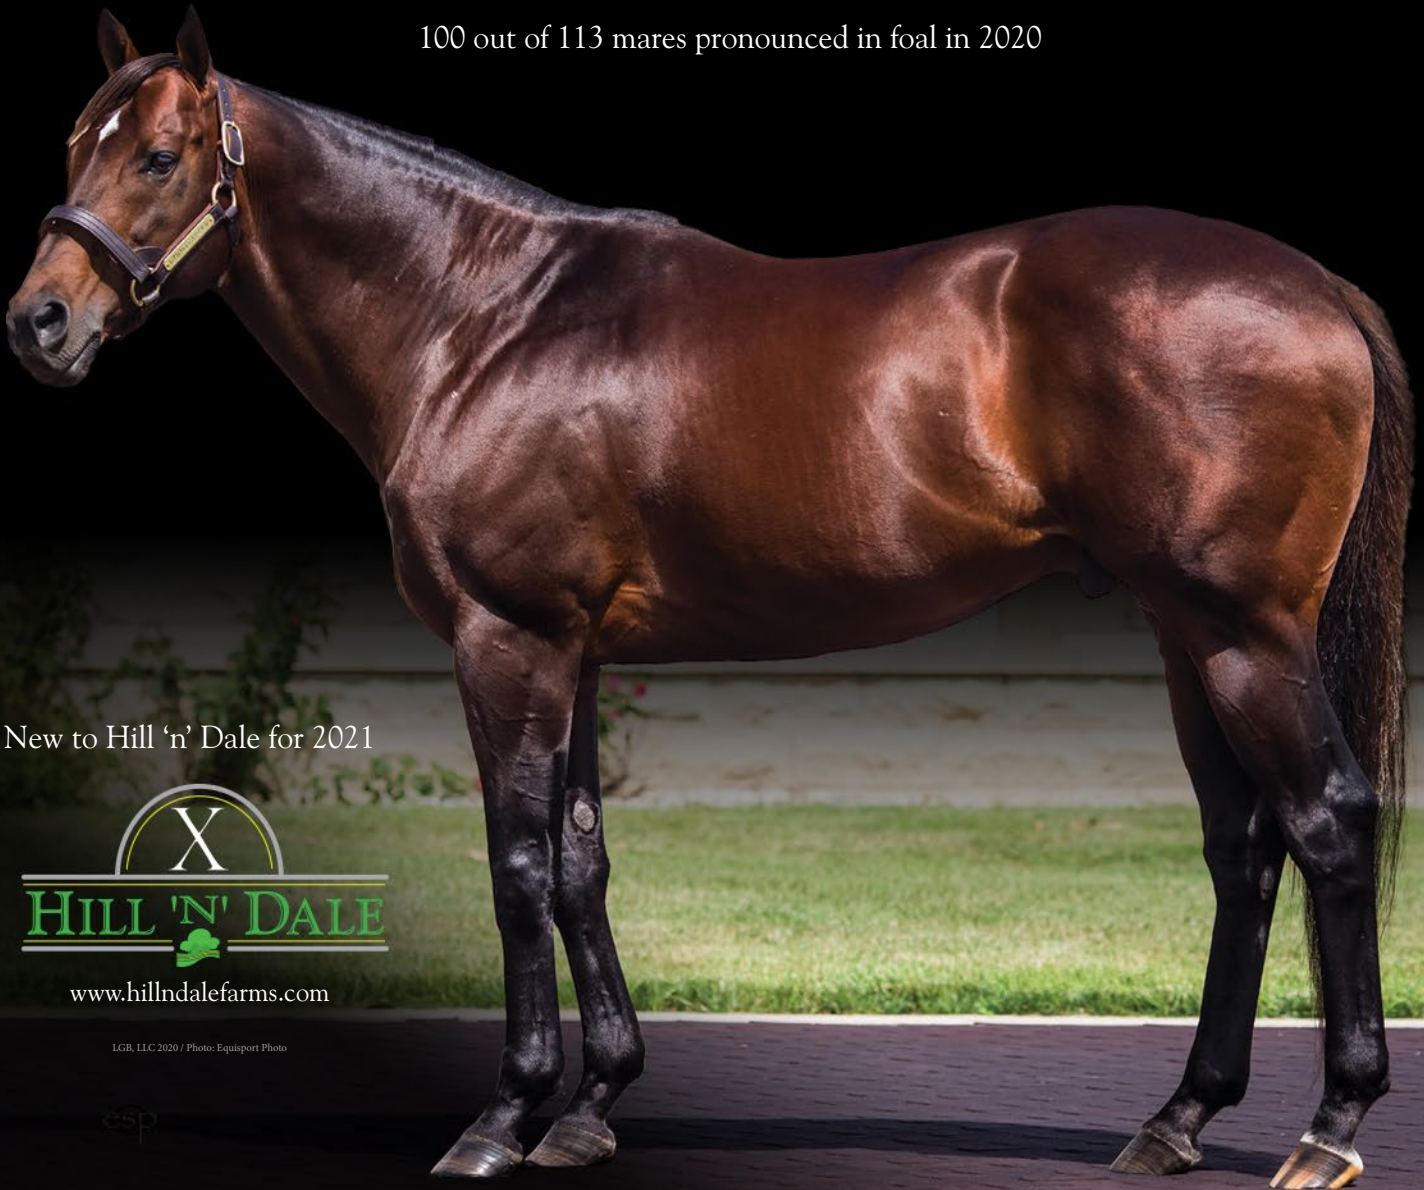 100 out of 113 mares pronounced in foal in 2020
New to Hill ‘n’ Dale for 2021
X
HILL 'N' DALE
www.hillndalefarms.com
LGB, LLC 2020 / Photo: Equisport Photo
esp